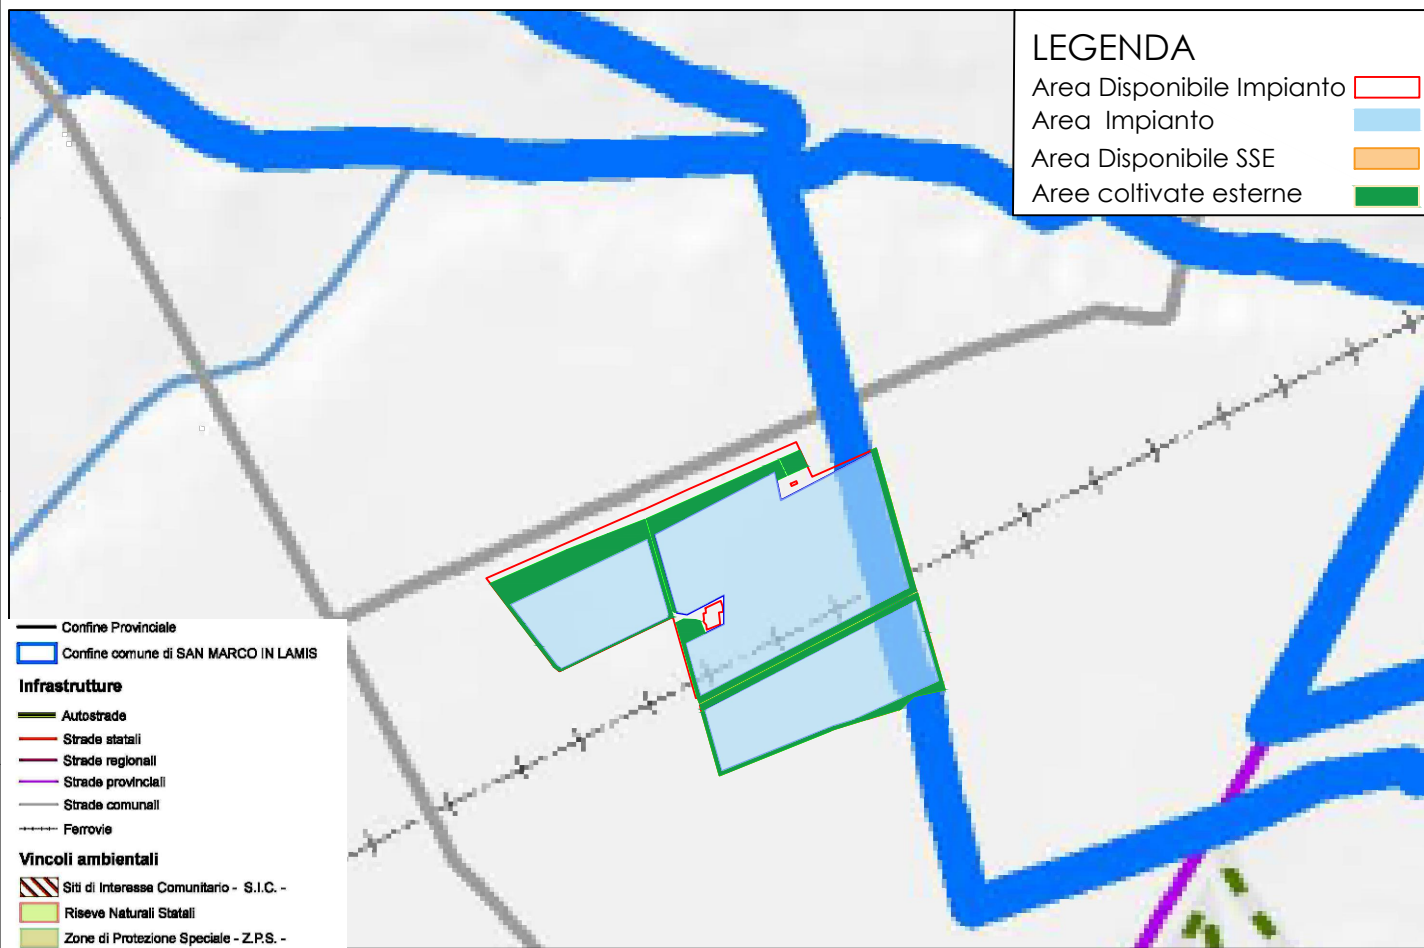 LEGENDA
Area Disponibile Impianto
Area Impianto
Area Disponibile SSE
Aree coltivate esterne
Confine Provinciale
Confine comune di SAN MARCO IN LAMIS
Infrastrutture
Autostrade
Strade statali
Strade regionali
Strade provinciali
Strade comunali
Ferrovie
Vincoli ambientali
Siti di Interesse Comunitario - S.I.C. -
Riseve Naturali Statali
Zone di Protezione Speciale - Z.P.S. -